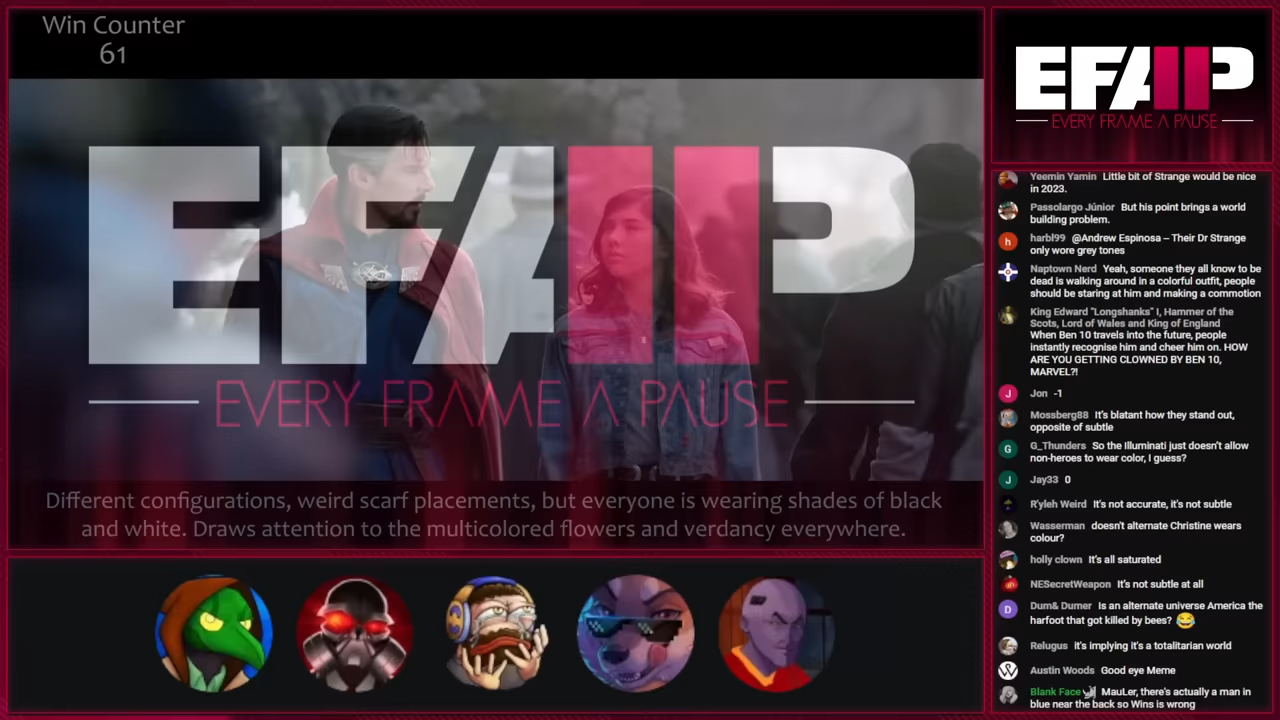 Win Counter
61
EFAP
EVERY FRAME A PAUSE
Different configurations, weird scarf placements, but everyone is wearing shades of black
and white. Draws attention to the multicolored flowers and verdancy everywhere.
EFAP
EVERY FRAME A PAUSE
Yeemin Yamin Little bit of Strange would be nice
in 2023.
Passolargo Júnior But his point brings a world
building problem.
h
harbl99 @Andrew Espinosa – Their Dr Strange
only wore grey tones
Naptown Nerd Yeah, someone they all know to be
dead is walking around in a colorful outfit, people
should be staring at him and making a commotion
King Edward "Longshanks" I, Hammer of the
Scots, Lord of Wales and King of England
When Ben 10 travels into the future, people
instantly recognise him and cheer him on. HOW
ARE YOU GETTING CLOWNED BY BEN 10,
MARVEL?!
J
Jon -1
Mossberg88 It's blatant how they stand out,
opposite of subtle
G
G_Thunders So the Illuminati just doesn't allow
non-heroes to wear color, I guess?
J
Jay33 0
R'yleh Weird It's not accurate, it's not subtle
Wasserman doesn't alternate Christine wears
colour?
holly clown It's all saturated
NESecretWeapon It's not subtle at all
D
Dum& Dumer Is an alternate universe America the
harfoot that got killed by bees? 😂
Relugus it's implying it's a totalitarian world
W
Austin Woods Good eye Meme
Blank Face MauLer, there's actually a man in
blue near the back so Wins is wrong